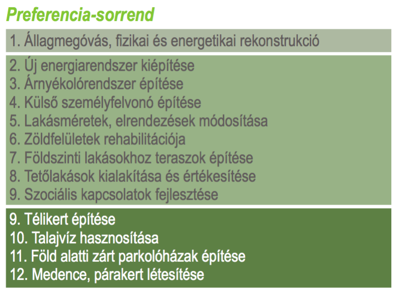 Preferencia-sorrend
1. Állagmegóvás, fizikai és energetikai rekonstrukció
2. Új energiarendszer kiépítése
3. Árnyékolórendszer építése
4. Külső személyfelvonó építése
5. Lakásméretek, elrendezések módosítása
6. Zöldfelületek rehabilitációja
7. Földszinti lakásokhoz teraszok építése
8. Tetőlakások kialakítása és értékesítése
9. Szociális kapcsolatok fejlesztése
9. Télikert építése
10. Talajvíz hasznosítása
11. Föld alatti zárt parkolóházak építése
12. Medence, párakert létesítése